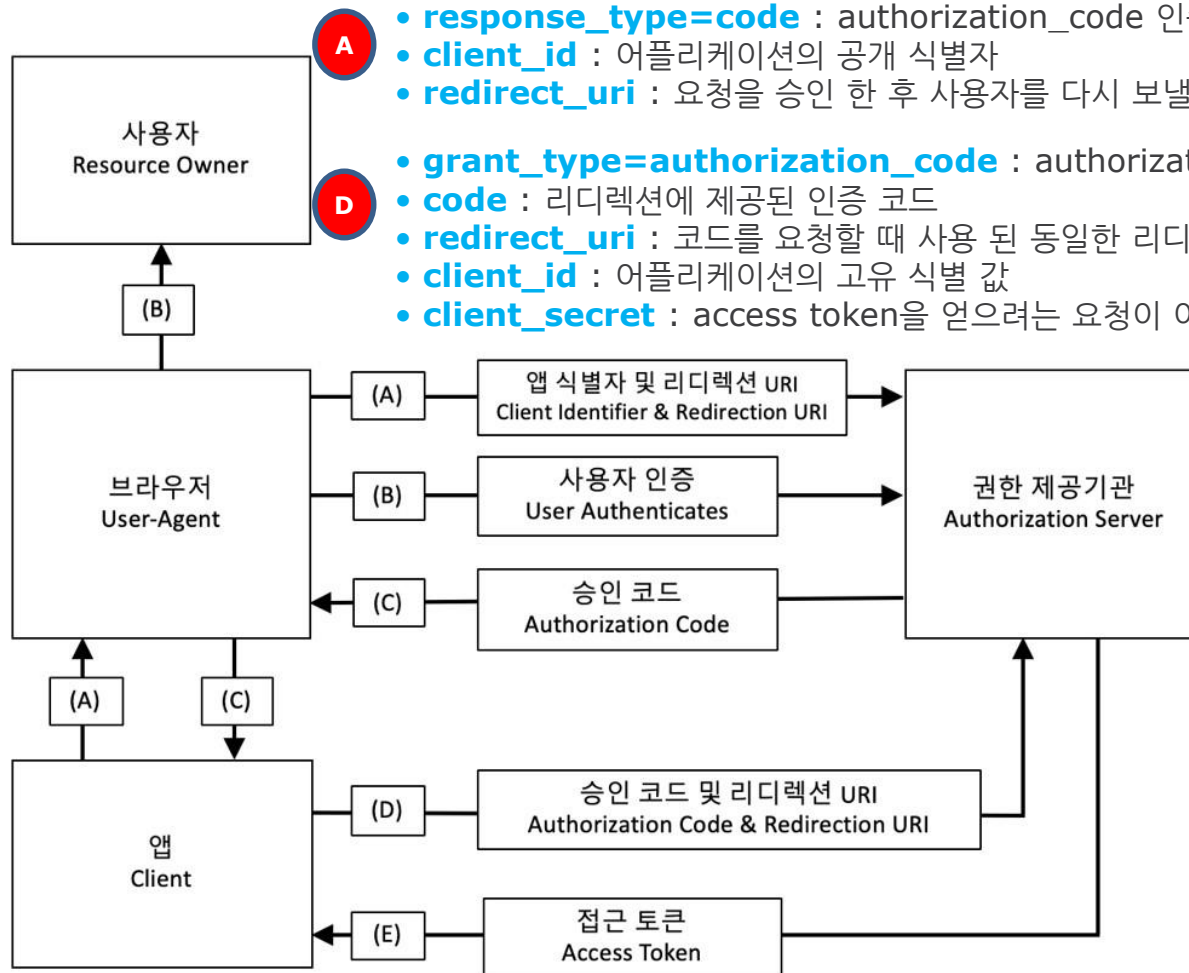 A
• response_type=code : authorization_code
• client_id : 어플리케이션의 공개 식별자
• redirect_uri : 요청을 승인 한 후 사용자를 다시 보낼
D
• grant_type=authorization_code :
• code : 리디렉션에 제공된 인증 코드
• redirect_uri : 코드를 요청할 때 사용 된 동일한
• client_id : 어플리케이션의 고유 식별 값
• client_secret : access token을 얻으려는 요청이
사용자
Resource Owner
(B)
브라우저
User-Agent
(A)
앱 식별자 및 리디렉션 URI
Client Identifier & Redirection URI
(B)
사용자 인증
User Authenticates
(C)
승인 코드
Authorization Code
권한 제공기관
Authorization Server
(A)
(C)
앱
Client
(D)
승인 코드 및 리디렉션 URI
Authorization Code & Redirection URI
(E)
접근 토큰
Access Token